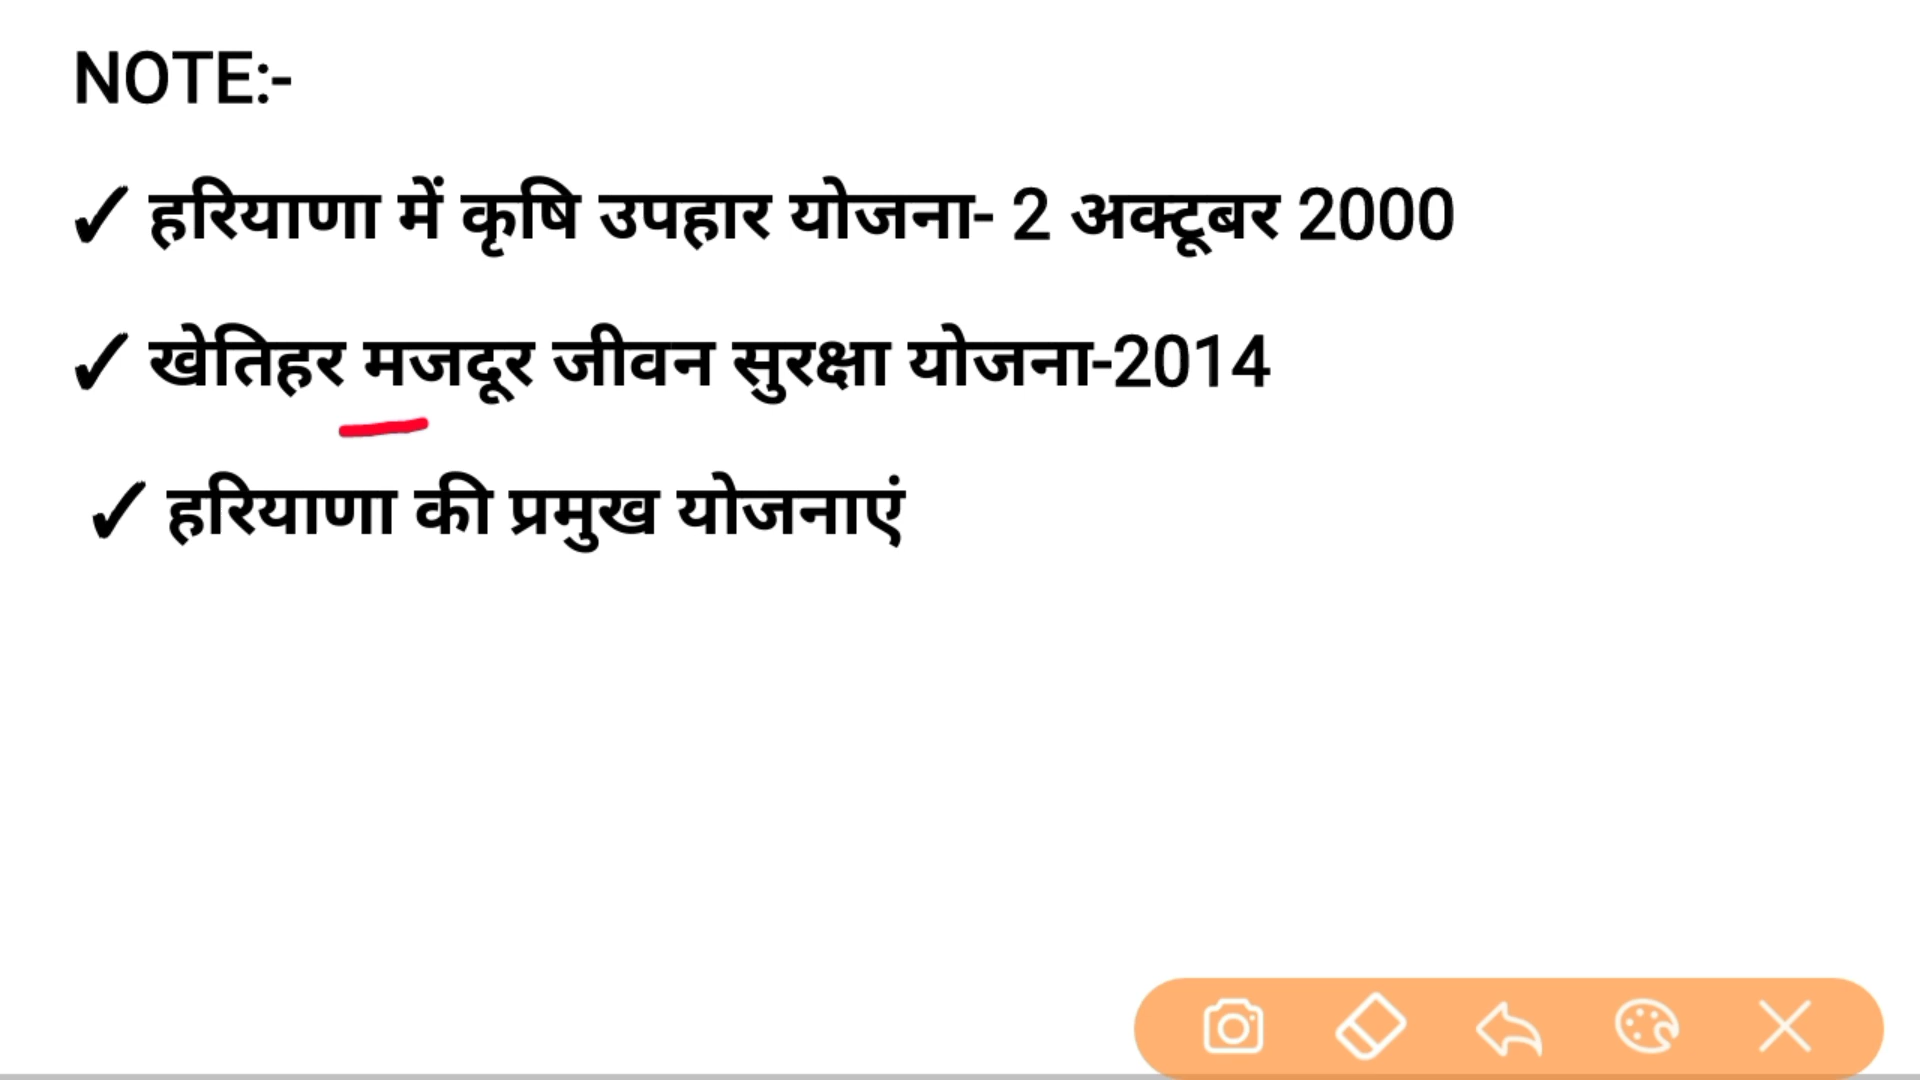 NOTE:-
✓ हरियाणा में कृषि उपहार योजना- 2 अक्टूबर 2000
✓ खेतिहर मजदूर जीवन सुरक्षा योजना-2014
✓ हरियाणा की प्रमुख योजनाएं